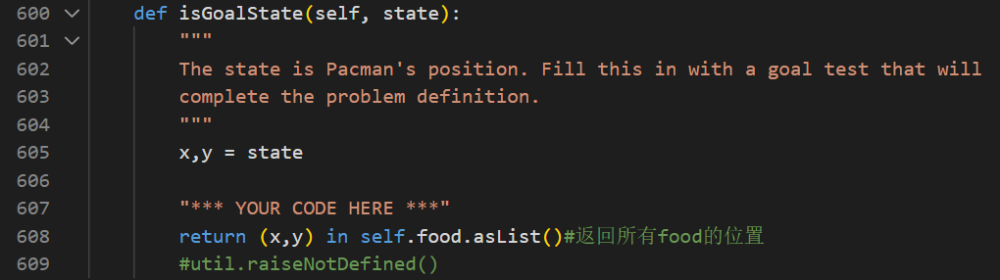 600 def isGoalState(self, state):
601 """
602 The state is Pacman's position. Fill this in with a goal test that will
603 complete the problem definition.
604 """
605 x,y = state
606
607 "*** YOUR CODE HERE ***"
608 return (x,y) in self.food.asList()#返回所有food的位置
609 #util.raiseNotDefined()